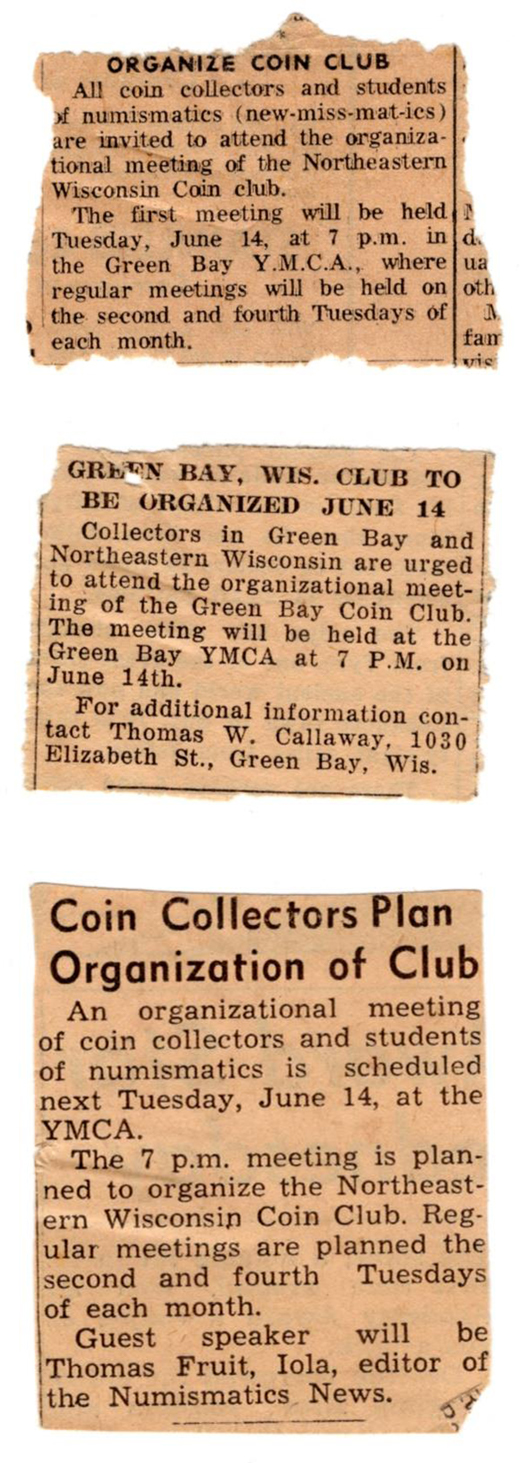 ORGANIZE COIN CLUB
All coin collectors and students
of numismatics (new-miss-mat-ics)
are invited to attend the organiza-
tional meeting of the Northeastern
Wisconsin Coin club.
The first meeting will be held
Tuesday, June 14, at 7 p.m. in
the Green Bay Y.M.C.A., where
regular meetings will be held on
the second and fourth Tuesdays of
each month.
GREEN BAY, WIS. CLUB TO
BE ORGANIZED JUNE 14
Collectors in Green Bay and
Northeastern Wisconsin are urged
to attend the organizational meet-
ing of the Green Bay Coin Club.
The meeting will be held at the
Green Bay YMCA at 7 P.M. on
June 14th.
For additional information con-
tact Thomas W. Callaway, 1030
Elizabeth St., Green Bay, Wis.
Coin Collectors Plan
Organization of Club
An organizational meeting
of coin collectors and students
of numismatics is scheduled
next Tuesday, June 14, at the
YMCA.
The 7 p.m. meeting is plan-
ned to organize the Northeast-
ern Wisconsin Coin Club. Reg-
ular meetings are planned the
second and fourth Tuesdays
of each month.
Guest speaker will be
Thomas Fruit, Iola, editor of
the Numismatics News.